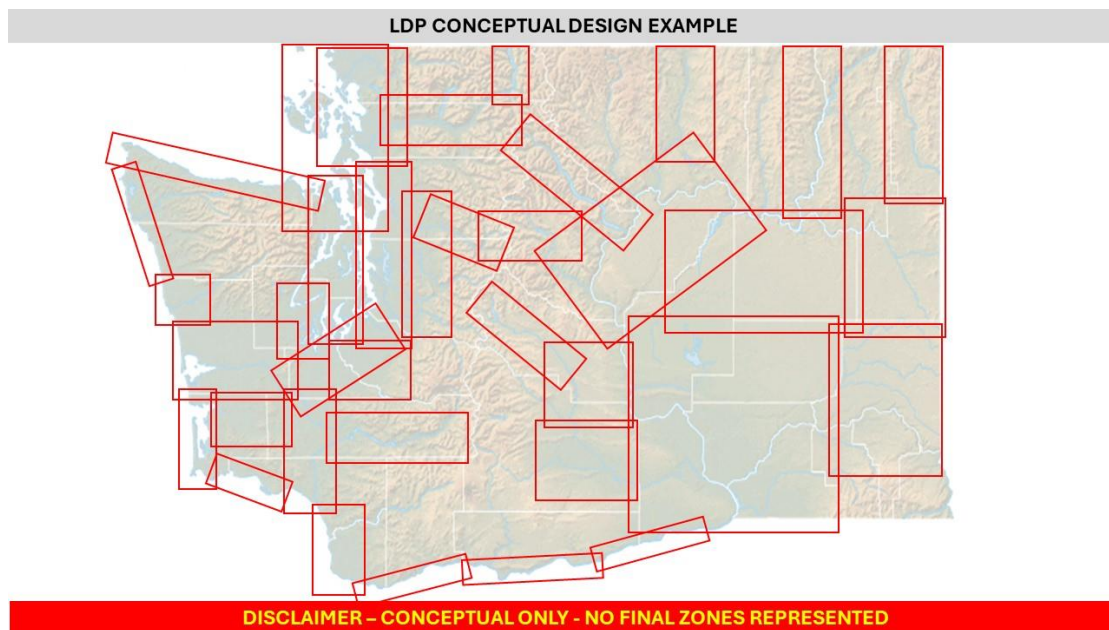 LDP CONCEPTUAL DESIGN EXAMPLE
DISCLAIMER – CONCEPTUAL ONLY - NO FINAL ZONES REPRESENTED